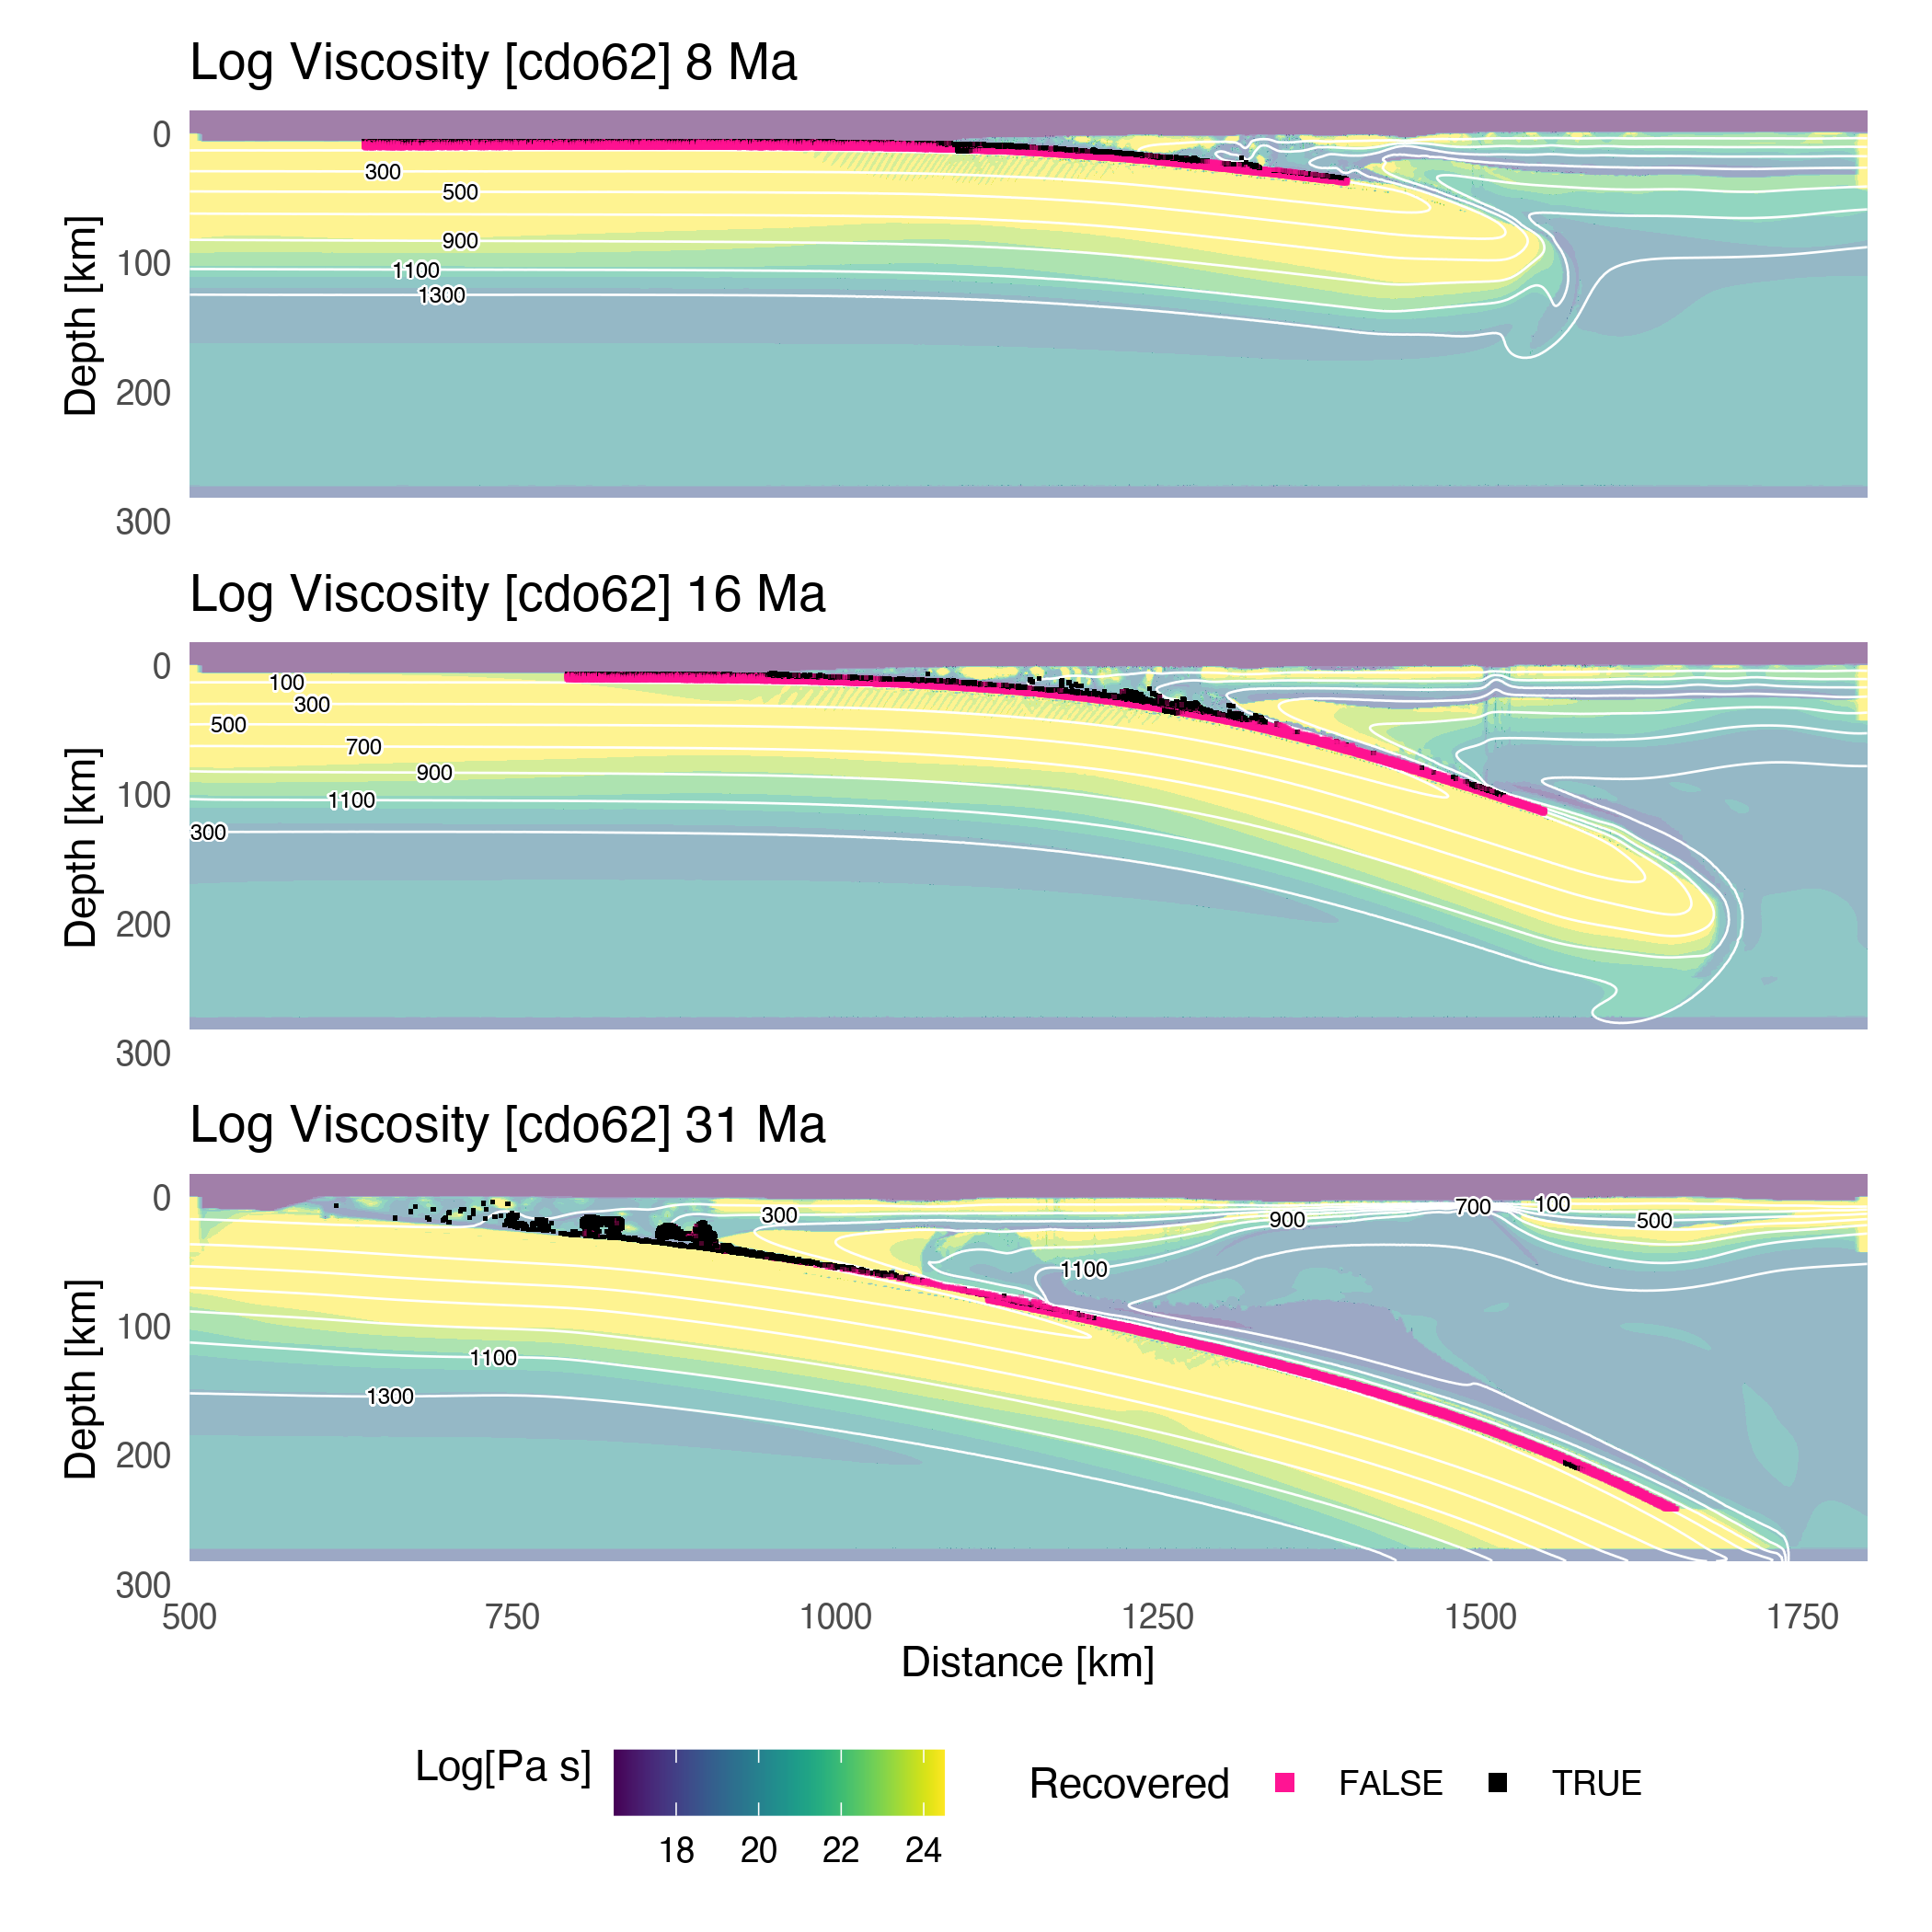 Log Viscosity [cdo62] 8 Ma
0
100
200
300
Depth [km]
300
500
900
1100
1300
Log Viscosity [cdo62] 16 Ma
0
100
200
300
Depth [km]
100
300
500
700
900
1100
300
Log Viscosity [cdo62] 31 Ma
0
100
200
300
Depth [km]
300
900
700
100
500
1100
1100
1300
500 750 1000 1250 1500 1750
Distance [km]
Log[Pa s]
18 20 22 24
Recovered FALSE TRUE